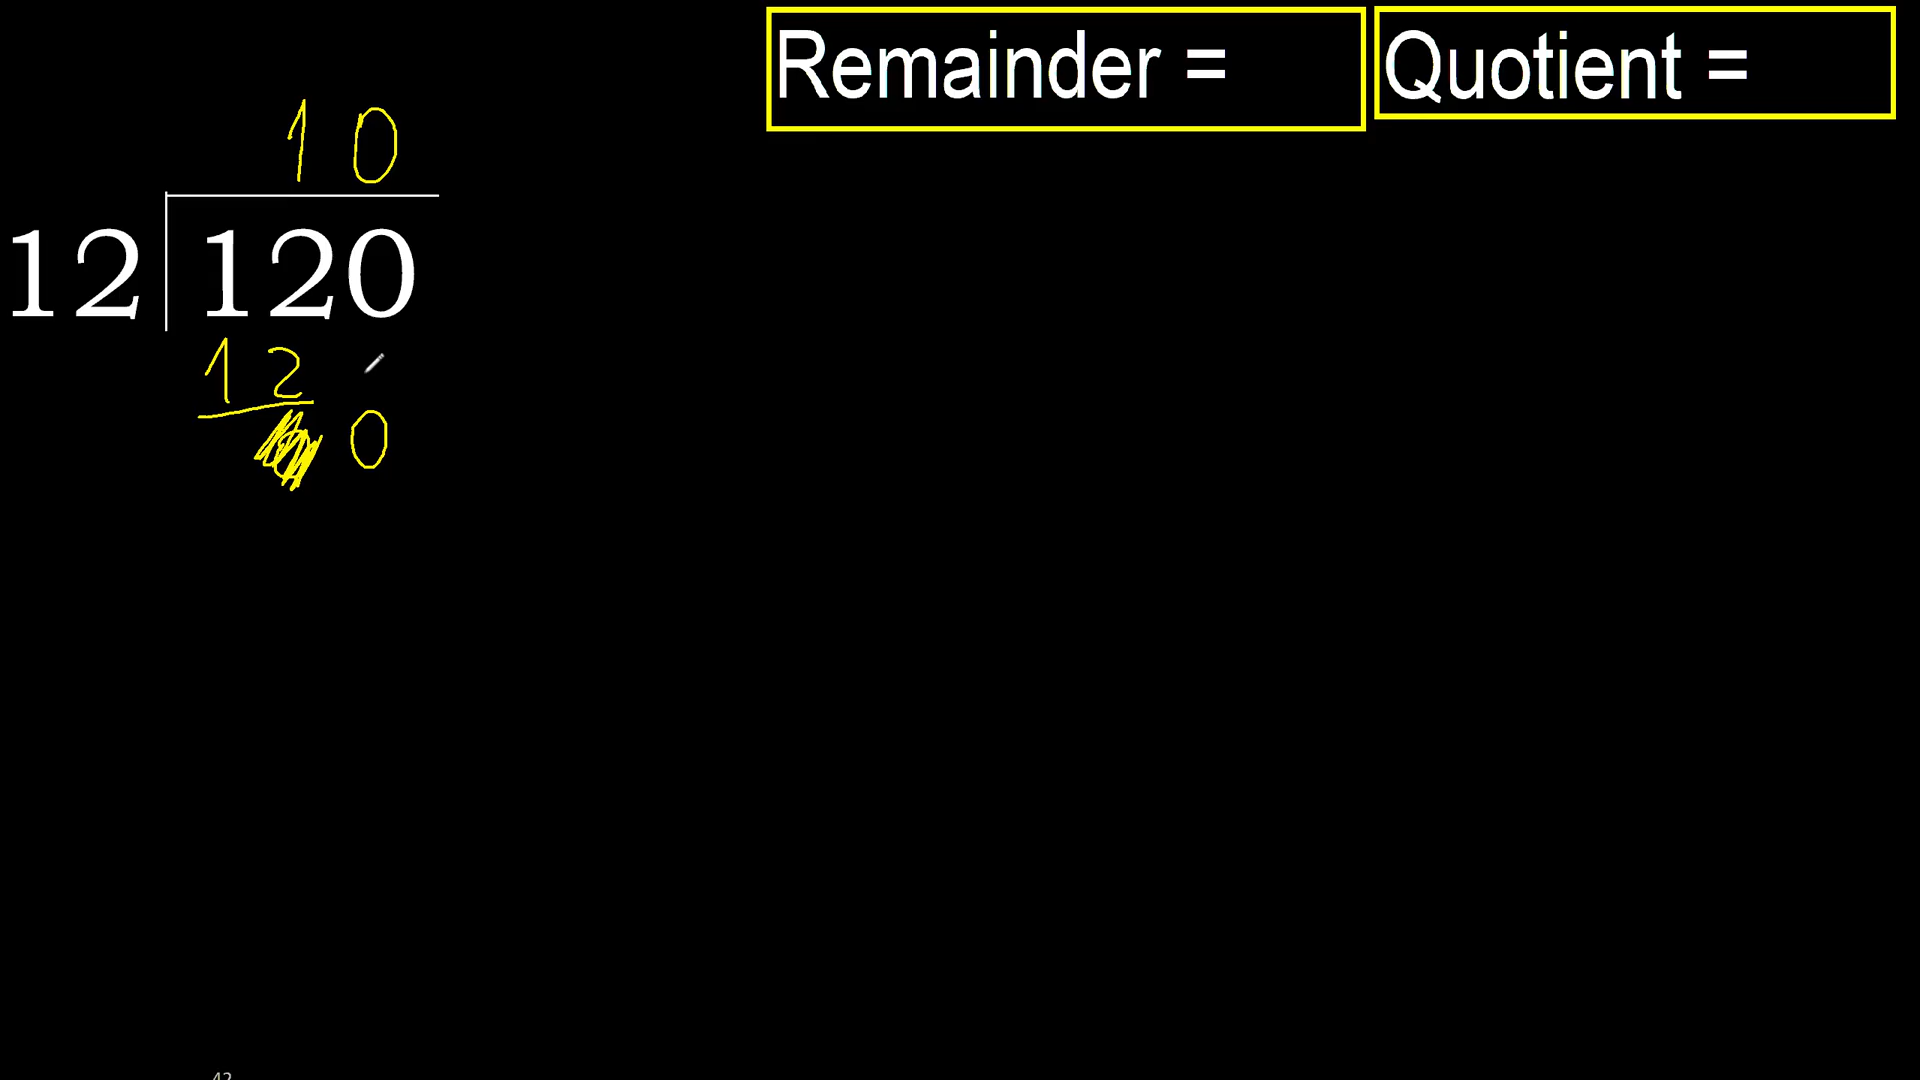 Remainder =
Quotient =
10
12 120
12
0